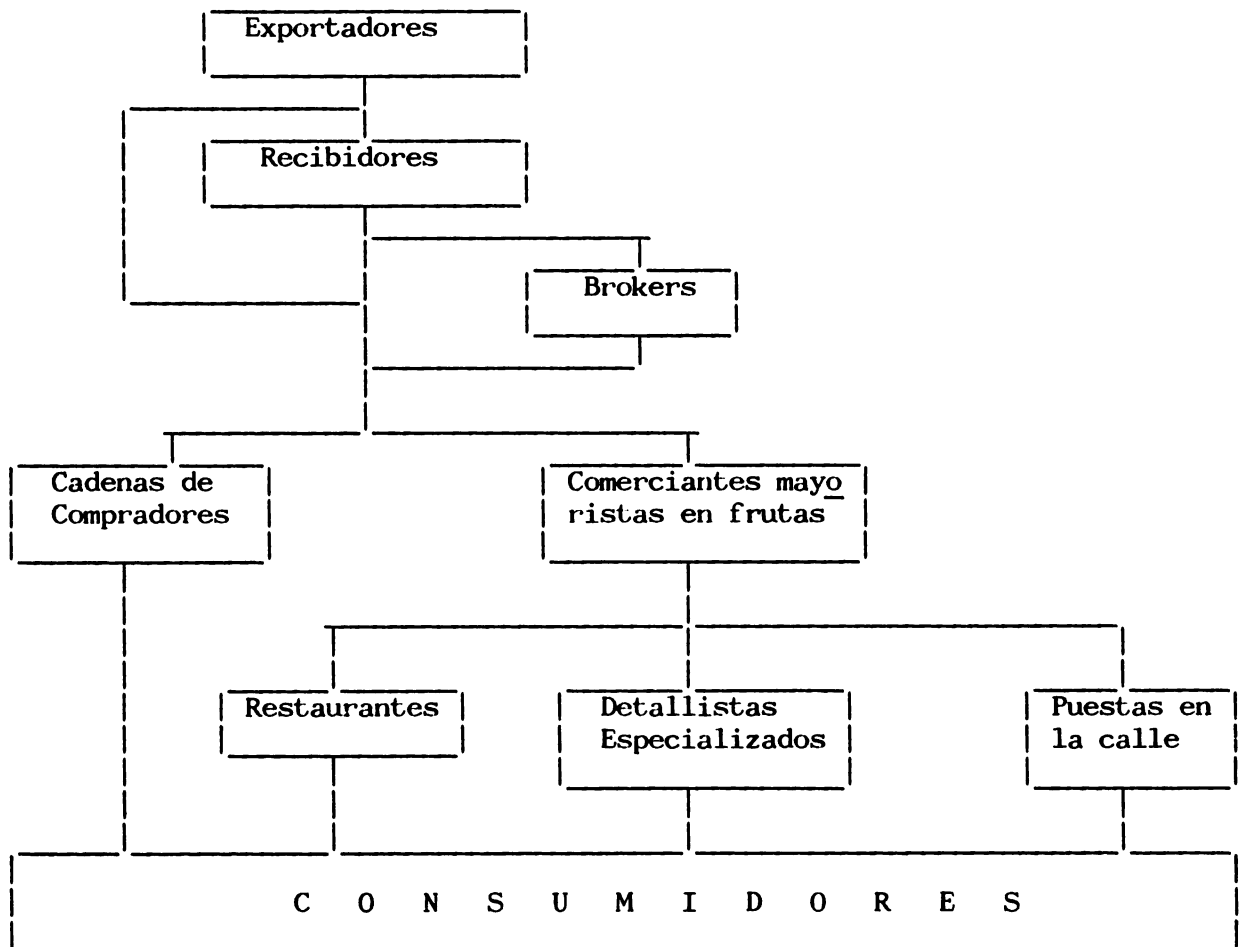 Exportadores
Recibidores
Brokers
Cadenas de
Compradores
Comerciantes mayo
ristas en frutas
Restaurantes
Detallistas
Especializados
Puestas en
la calle
C O N S U M I D O R E S